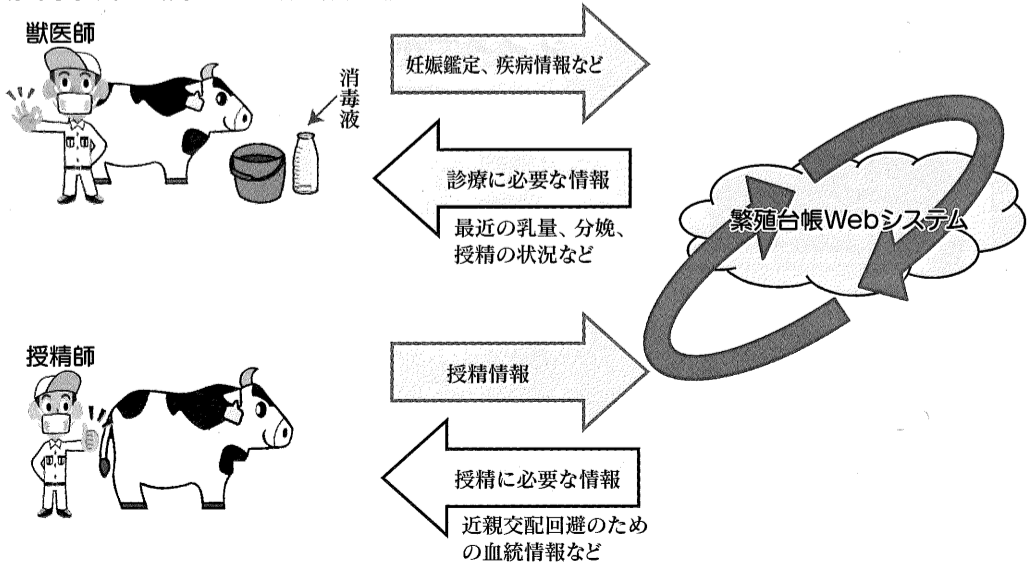 獣医師
消毒液
妊娠鑑定、疾病情報など
診療に必要な情報
最近の乳量、分娩、
授精の状況など
繁殖台帳Webシステム
授精師
授精情報
授精に必要な情報
近親交配回避のため
の血統情報など